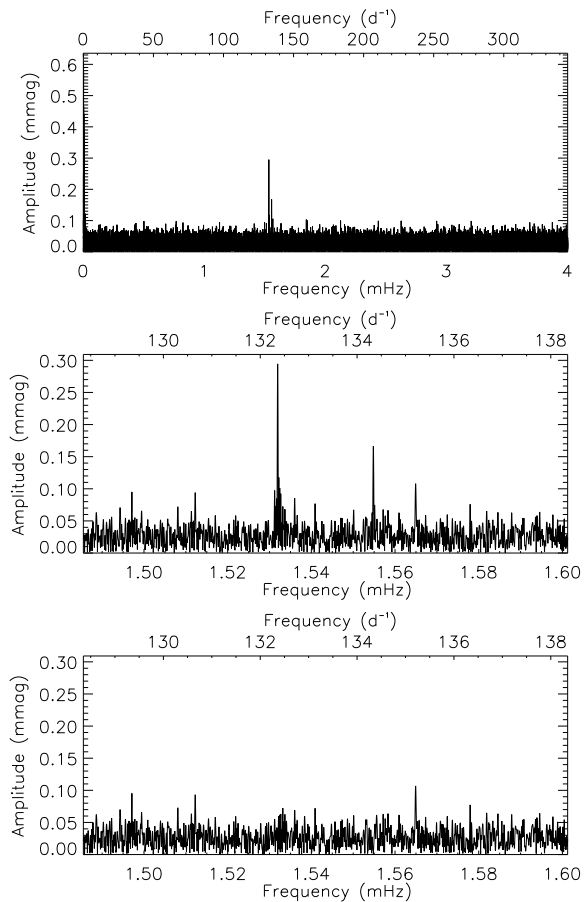 Frequency (d⁻¹)
0 50 100 150 200 250 300
0.6
0.5
0.4
0.3
0.2
0.1
0.0
Amplitude (mmag)
0 1 2 3 4
Frequency (mHz)
Frequency (d⁻¹)
130 132 134 136 138
0.30
0.25
0.20
0.15
0.10
0.05
0.00
Amplitude (mmag)
1.50 1.52 1.54 1.56 1.58 1.60
Frequency (mHz)
Frequency (d⁻¹)
130 132 134 136 138
0.30
0.25
0.20
0.15
0.10
0.05
0.00
Amplitude (mmag)
1.50 1.52 1.54 1.56 1.58 1.60
Frequency (mHz)